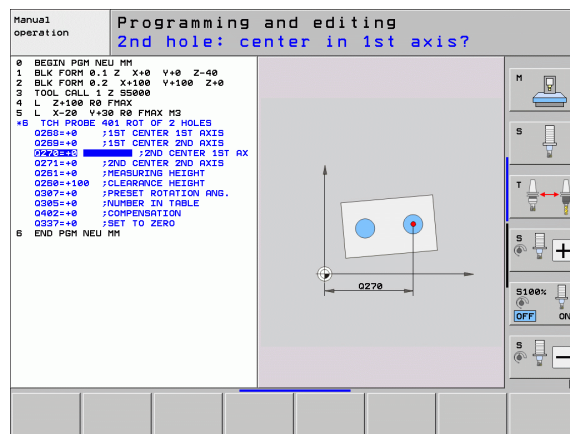 Manual
operation
Programming and editing
2nd hole: center in 1st axis?
0 BEGIN PGM NEU MM
1 BLK FORM 0.1 Z X+0 Y+0 Z-40
2 BLK FORM 0.2 X+100 Y+100 Z+0
3 TOOL CALL 1 Z S5000
4 L Z+100 R0 FMAX
5 L X-20 Y+30 R0 FMAX M3
*6 TCH PROBE 401 ROT OF 2 HOLES
Q268=+0 ;1ST CENTER 1ST AXIS
Q269=+0 ;1ST CENTER 2ND AXIS
Q270=+0 ;2ND CENTER 1ST AX
Q271=+0 ;2ND CENTER 2ND AXIS
Q261=+0 ;MEASURING HEIGHT
Q260=+100 ;CLEARANCE HEIGHT
Q307=+0 ;PRESET ROTATION ANG.
Q305=+0 ;NUMBER IN TABLE
Q402=+0 ;COMPENSATION
Q337=+0 ;SET TO ZERO
6 END PGM NEU MM
Q270
M
S
T
S
+
S100%
OFF ON
S
-